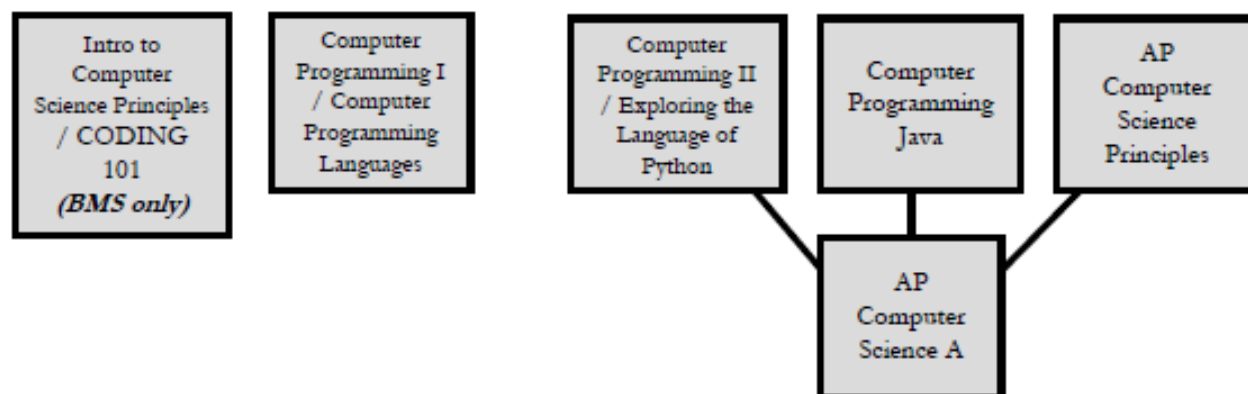 Intro to
Computer
Science Principles
/ CODING
101
(BMS only)
Computer
Programming I
/ Computer
Programming
Languages
Computer
Programming II
/ Exploring the
Language of
Python
Computer
Programming
Java
AP
Computer
Science
Principles
AP
Computer
Science A